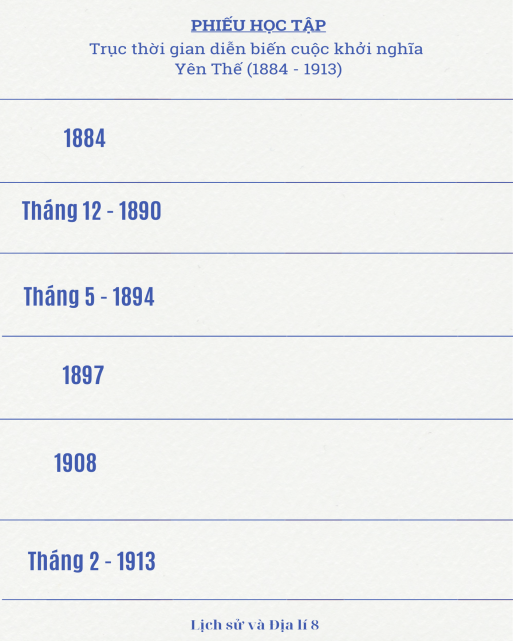 PHIẾU HỌC TẬP
Trục thời gian diễn biến cuộc khởi nghĩa
Yên Thế (1884 - 1913)
1884
Tháng 12 - 1890
Tháng 5 - 1894
1897
1908
Tháng 2 - 1913
Lịch sử và Địa lí 8